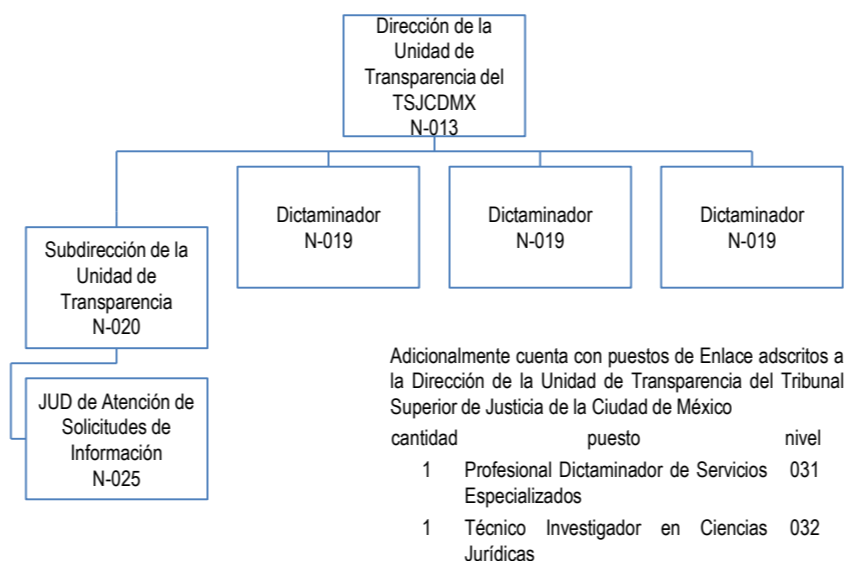 Dirección de la
Unidad de
Transparencia del
TSJCDMX
N-013
Dictaminador
N-019
Dictaminador
N-019
Dictaminador
N-019
Subdirección de la
Unidad de
Transparencia
N-020
JUD de Atención de
Solicitudes de
Información
N-025
Adicionalmente cuenta con puestos de Enlace adscritos a
la Dirección de la Unidad de Transparencia del Tribunal
Superior de Justicia de la Ciudad de México
cantidad puesto nivel
1 Profesional Dictaminador de Servicios 031
Especializados
1 Técnico Investigador en Ciencias 032
Jurídicas